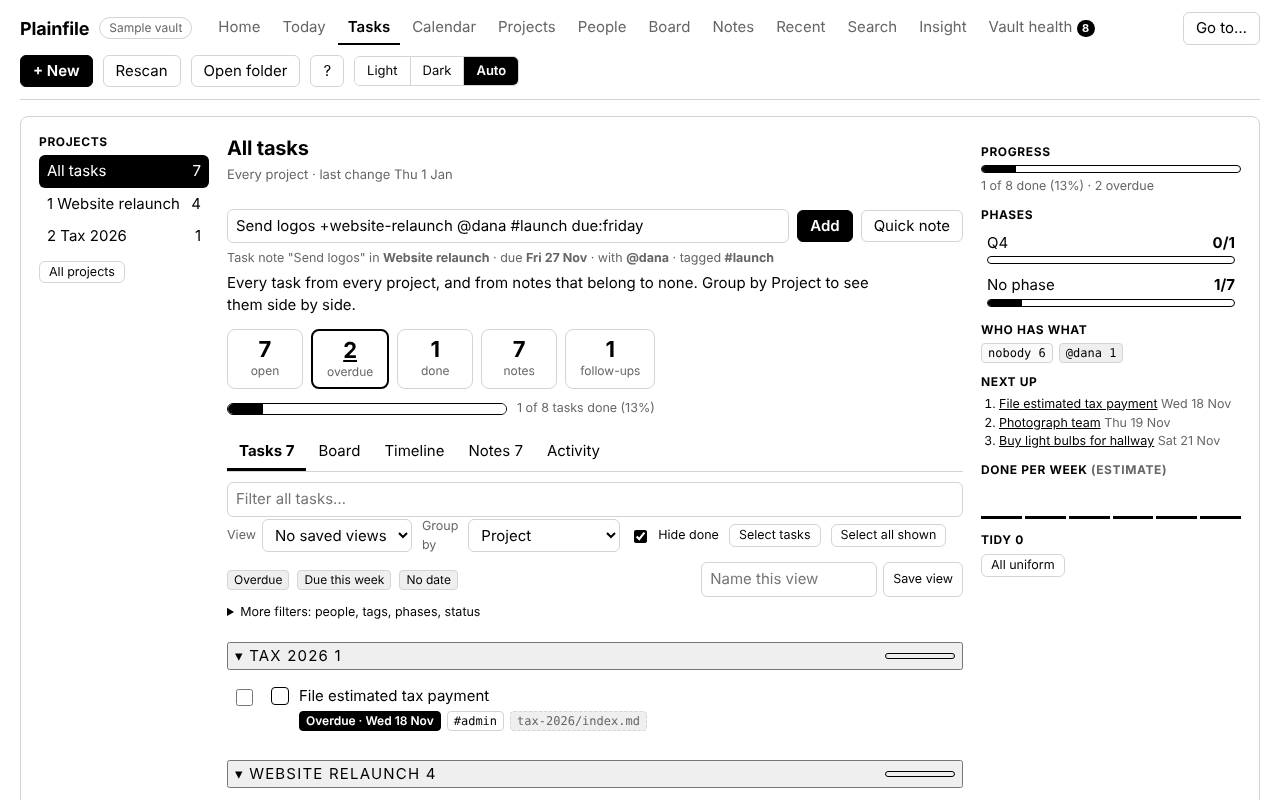 Plainfile Sample vault Home Today Tasks Calendar Projects People Board Notes Recent Search Insight Vault health 8 Go to...
+ New Rescan Open folder ? Light Dark Auto
PROJECTS
All tasks 7
1 Website relaunch 4
2 Tax 2026 1
All projects
All tasks
Every project · last change Thu 1 Jan
Send logos +website-relaunch @dana #launch due:friday Add Quick note
Task note "Send logos" in Website relaunch · due Fri 27 Nov · with @dana · tagged #launch
Every task from every project, and from notes that belong to none. Group by Project to see
them side by side.
7 open
2 overdue
1 done
7 notes
1 follow-ups
1 of 8 tasks done (13%)
Tasks 7 Board Timeline Notes 7 Activity
Filter all tasks...
View No saved views Group by Project Hide done Select tasks Select all shown
Overdue Due this week No date Name this view Save view
▶ More filters: people, tags, phases, status
▾ TAX 2026 1
File estimated tax payment
Overdue · Wed 18 Nov #admin tax-2026/index.md
▾ WEBSITE RELAUNCH 4
PROGRESS
1 of 8 done (13%) · 2 overdue
PHASES
Q4 0/1
No phase 1/7
WHO HAS WHAT
nobody 6 @dana 1
NEXT UP
1. File estimated tax payment Wed 18 Nov
2. Photograph team Thu 19 Nov
3. Buy light bulbs for hallway Sat 21 Nov
DONE PER WEEK (ESTIMATE)
TIDY 0
All uniform